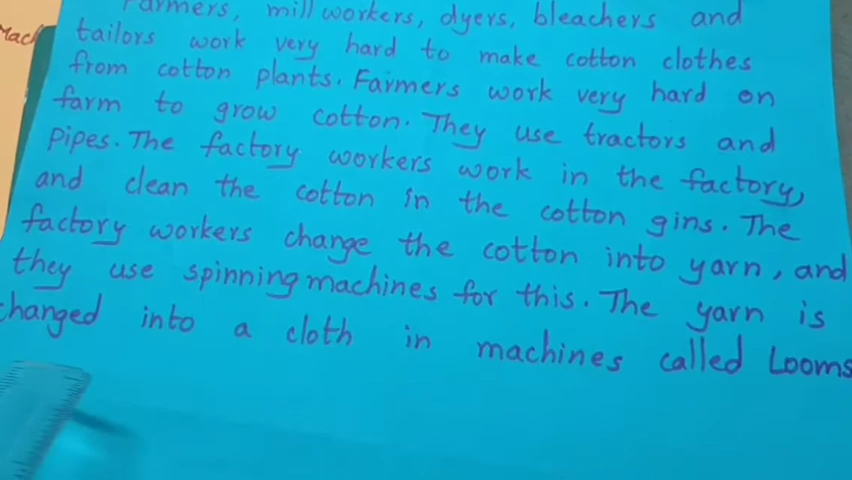 Mach
Farmers, mill workers, dyers, bleachers and
tailors work very hard to make cotton clothes
from cotton plants. Farmers work very hard on
farm to grow cotton. They use tractors and
Pipes. The factory workers work in the factory,
and clean the cotton in the cotton gins. The
factory workers change the cotton into yarn, and
they use spinning machines for this. The yarn is
changed into a cloth in machines called Looms